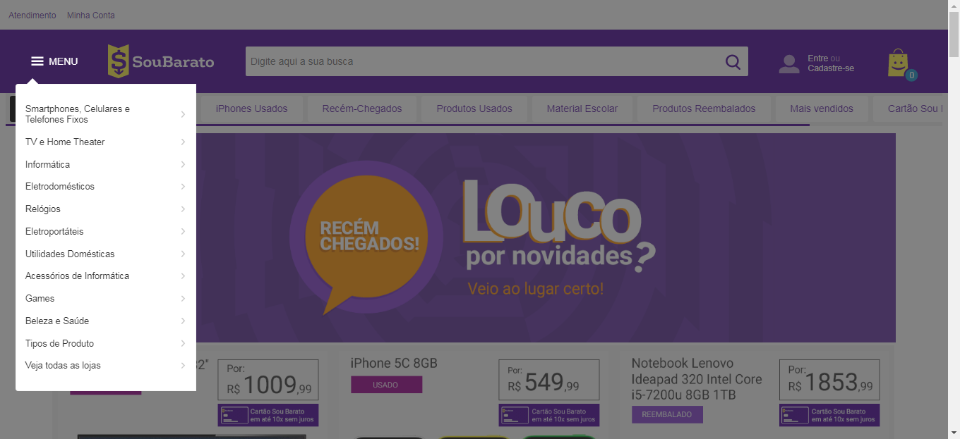 Atendimento Minha Conta
MENU
SouBarato
Digite aqui a sua busca
Entre ou
Cadastre-se
0
iPhones Usados
Recém-Chegados
Produtos Usados
Material Escolar
Produtos Reembalados
Mais vendidos
Cartão Sou
Smartphones, Celulares e
Telefones Fixos
TV e Home Theater
Informática
Eletrodomésticos
Relógios
Eletroportáteis
Utilidades Domésticas
Acessórios de Informática
Games
Beleza e Saúde
Tipos de Produto
Veja todas as lojas
RECÉM
CHEGADOS!
LOUCO
por novidades?
Veio ao lugar certo!
32"
Por:
R$ 1009,99
Cartão Sou Barato
em até 10x sem juros
iPhone 5C 8GB
USADO
Por:
R$ 549,99
Cartão Sou Barato
em até 10x sem juros
Notebook Lenovo
Ideapad 320 Intel Core
i5-7200u 8GB 1TB
REEMBALADO
Por:
R$ 1853,99
Cartão Sou Barato
em até 10x sem juros